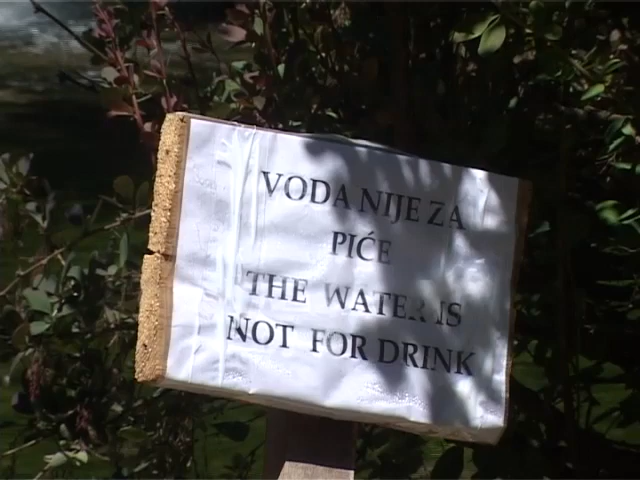 VODA NIJE ZA
PIĆE
THE WATER IS
NOT FOR DRINK